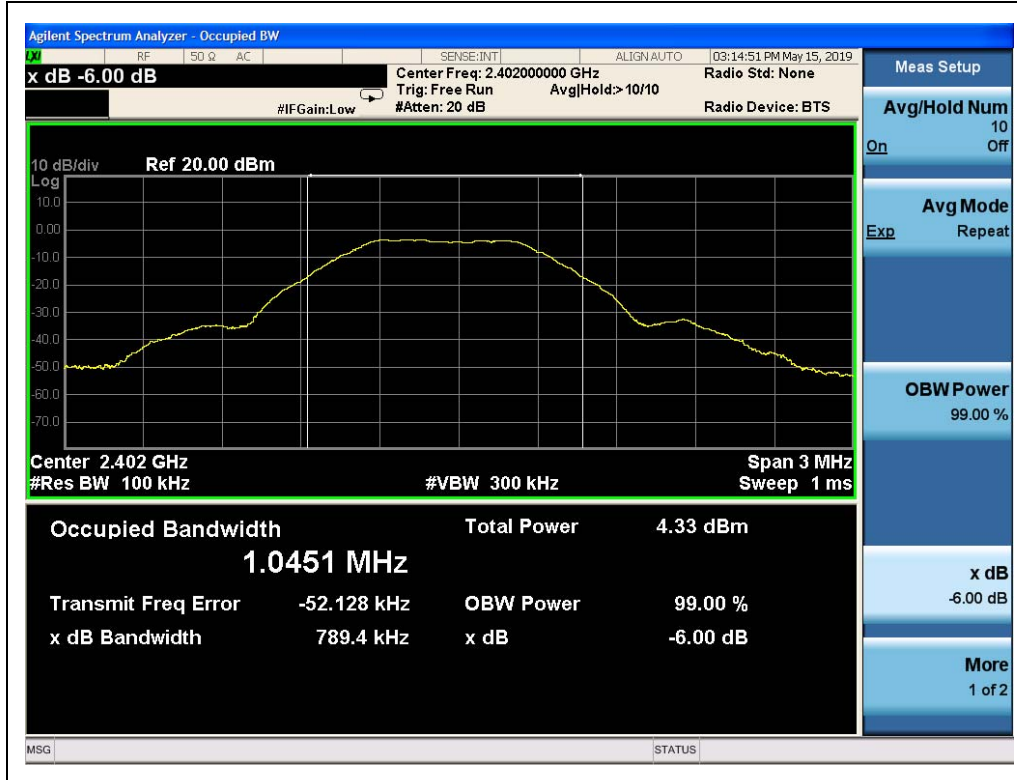 Agilent Spectrum Analyzer - Occupied BW
LXI RF 50 Ω AC SENSE:INT ALIGN AUTO 03:14:51 PM May 15, 2019
x dB -6.00 dB
Center Freq: 2.402000000 GHz Radio Std: None
Trig: Free Run Avg|Hold:> 10/10
#IFGain:Low #Atten: 20 dB Radio Device: BTS
10 dB/div Ref 20.00 dBm
Log
10.0
0.00
-10.0
-20.0
-30.0
-40.0
-50.0
-60.0
-70.0
Center 2.402 GHz Span 3 MHz
#Res BW 100 kHz #VBW 300 kHz Sweep 1 ms
Occupied Bandwidth Total Power 4.33 dBm
1.0451 MHz
Transmit Freq Error -52.128 kHz OBW Power 99.00 %
x dB Bandwidth 789.4 kHz x dB -6.00 dB
Meas Setup
Avg/Hold Num
10
On Off
Avg Mode
Exp Repeat
OBW Power
99.00 %
x dB
-6.00 dB
More
1 of 2
MSG STATUS